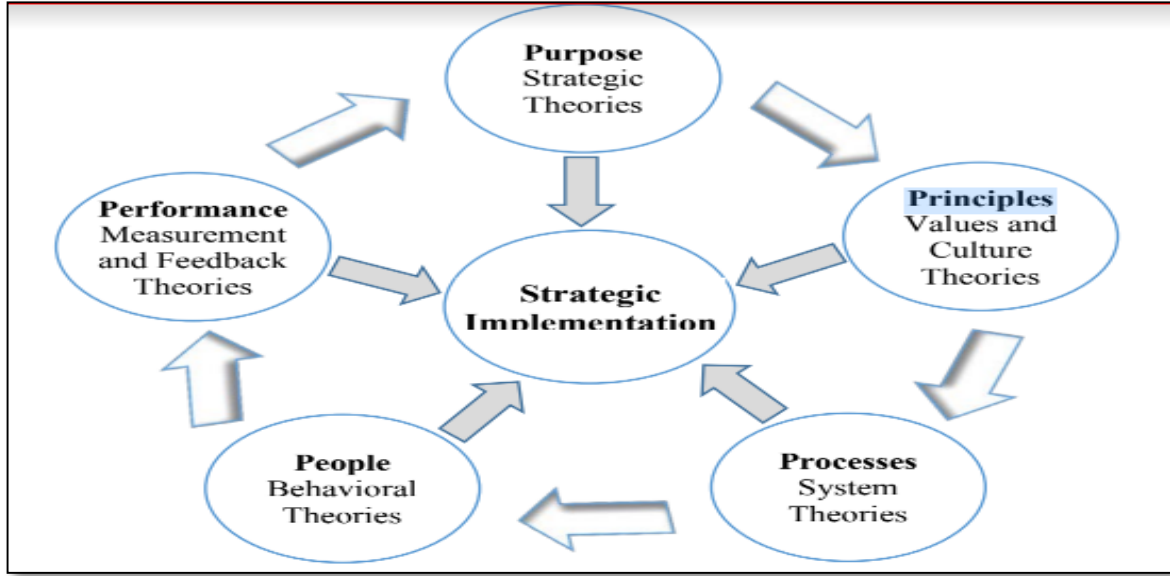 Purpose
Strategic
Theories
Principles
Values and
Culture
Theories
Performance
Measurement
and Feedback
Theories
Strategic
Implementation
People
Behavioral
Theories
Processes
System
Theories